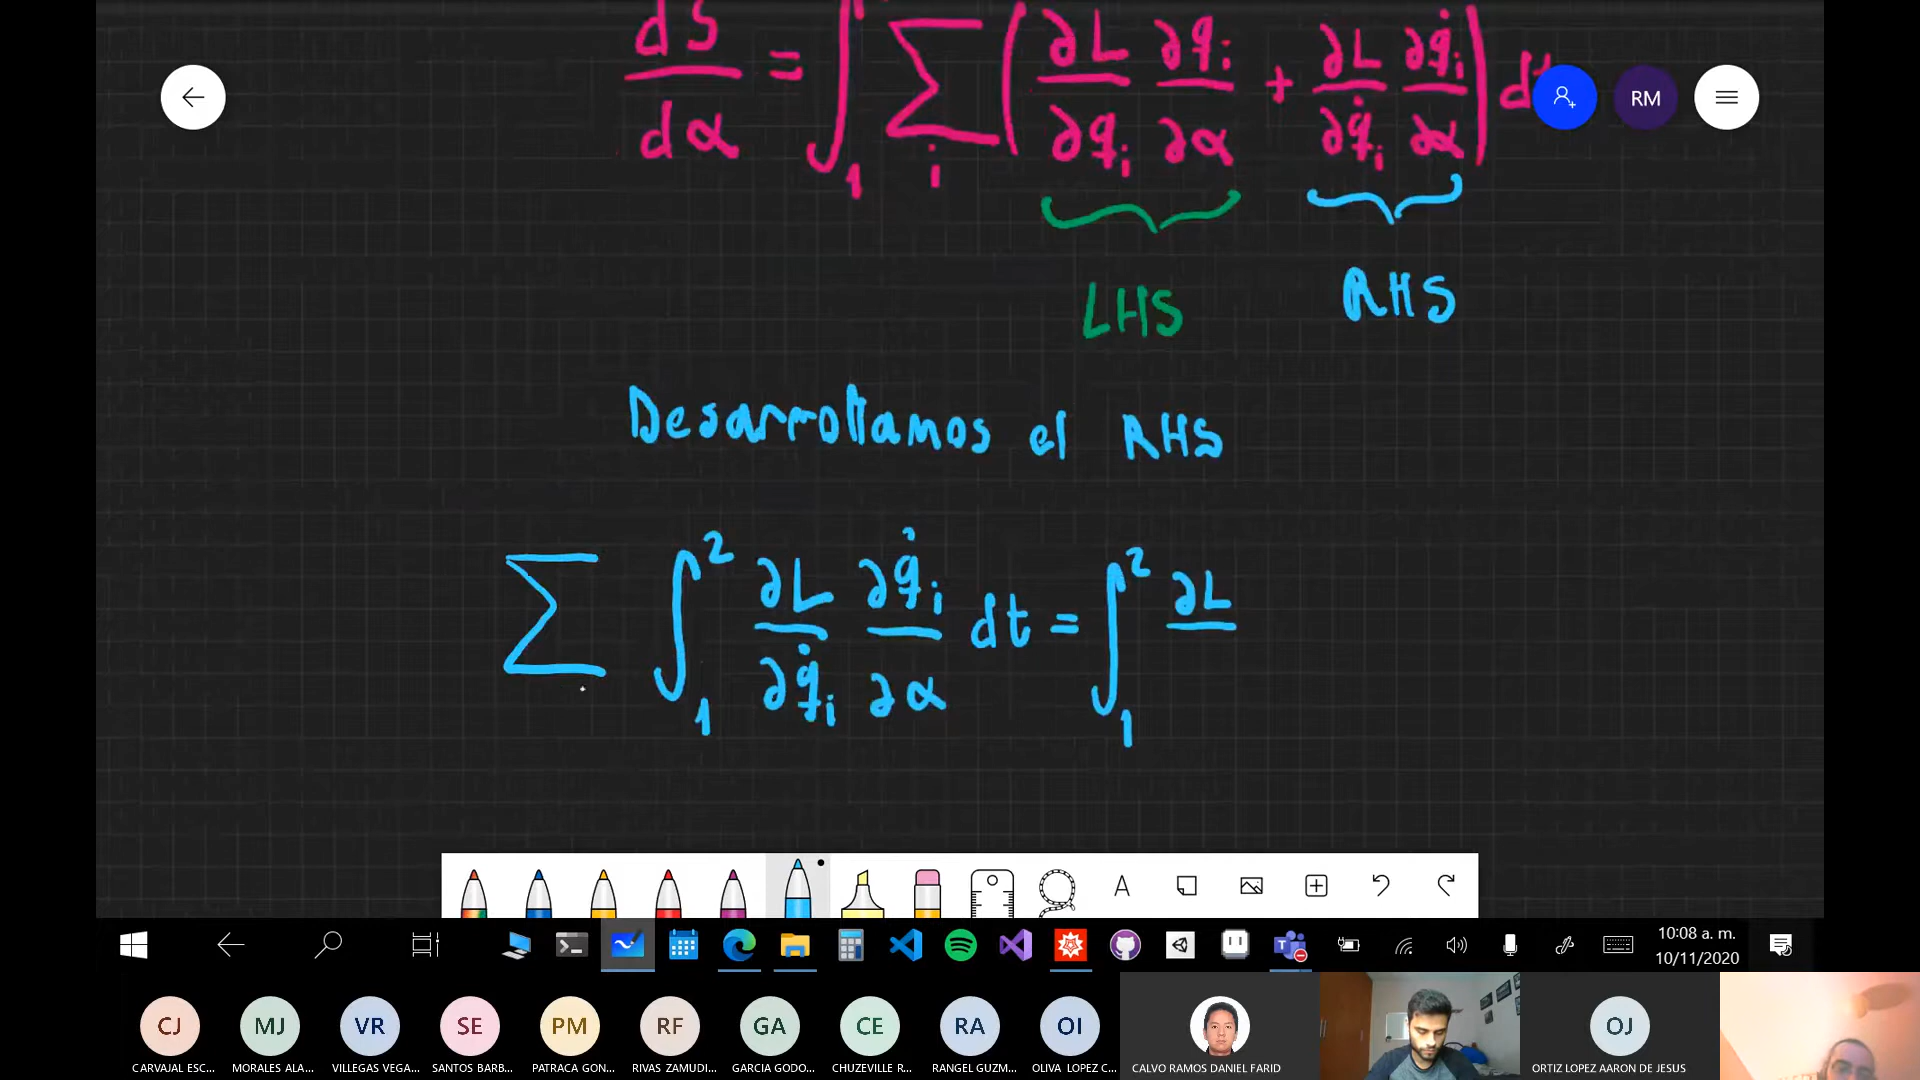 dS/dα = ∫₁ Σᵢ (∂L/∂qᵢ ∂qᵢ/∂α + ∂L/∂q̇ᵢ ∂q̇ᵢ/∂α) dt
RM
LHS RHS
Desarrollamos el RHS
Σ ∫₁² ∂L/∂q̇ᵢ ∂q̇ᵢ/∂α dt = ∫₁² ∂L
A
10:08 a. m.
10/11/2020
CJ MJ VR SE PM RF GA CE RA OI OJ
CARVAJAL ESC... MORALES ALA... VILLEGAS VEGA... SANTOS BARB... PATRACA GON... RIVAS ZAMUDI... GARCIA GODO... CHUZEVILLE R... RANGEL GUZM... OLIVA LOPEZ C... CALVO RAMOS DANIEL FARID ORTIZ LOPEZ AARON DE JESUS